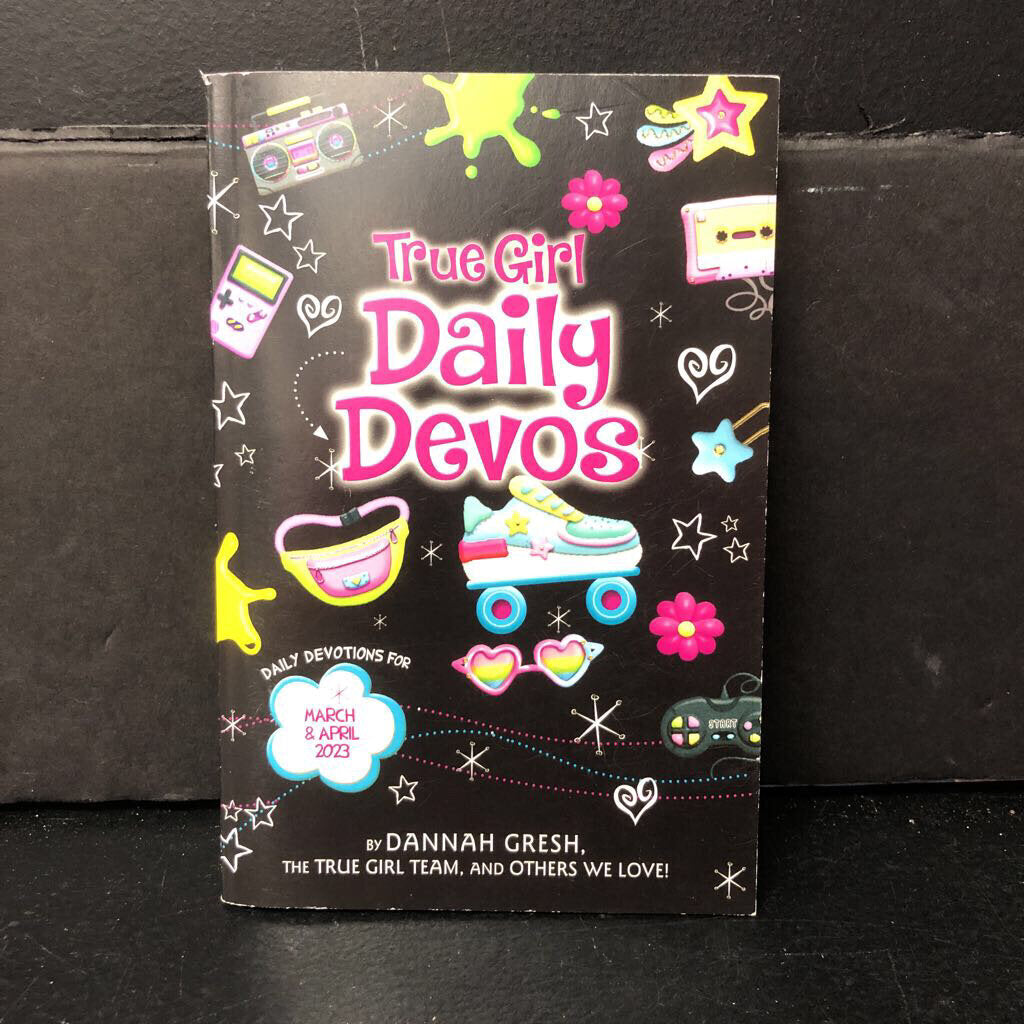 True Girl
Daily
Devos
DAILY DEVOTIONS FOR
MARCH
& APRIL
2023
START
BY DANNAH GRESH,
THE TRUE GIRL TEAM, AND OTHERS WE LOVE!